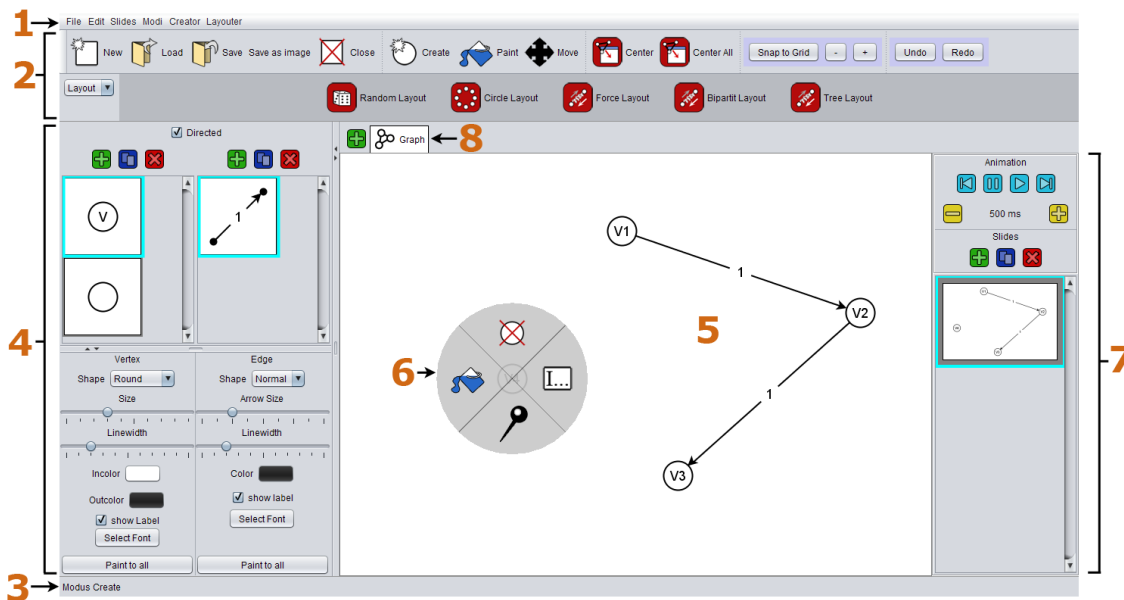 1 File Edit Slides Modi Creator Layouter
2 New Load Save Save as image Close Create Paint Move Center Center All Snap to Grid - + Undo Redo
Layout Random Layout Circle Layout Force Layout Bipartit Layout Tree Layout
Directed
Graph 8
V
1
4
Vertex Edge
Shape Round Shape Normal
Size Arrow Size
Linewidth Linewidth
Incolor Color
Outcolor show label
show Label Select Font
Select Font
Paint to all Paint to all
V1
1
V2
5
6
I...
1
V3
Animation
500 ms
Slides
7
3 Modus Create